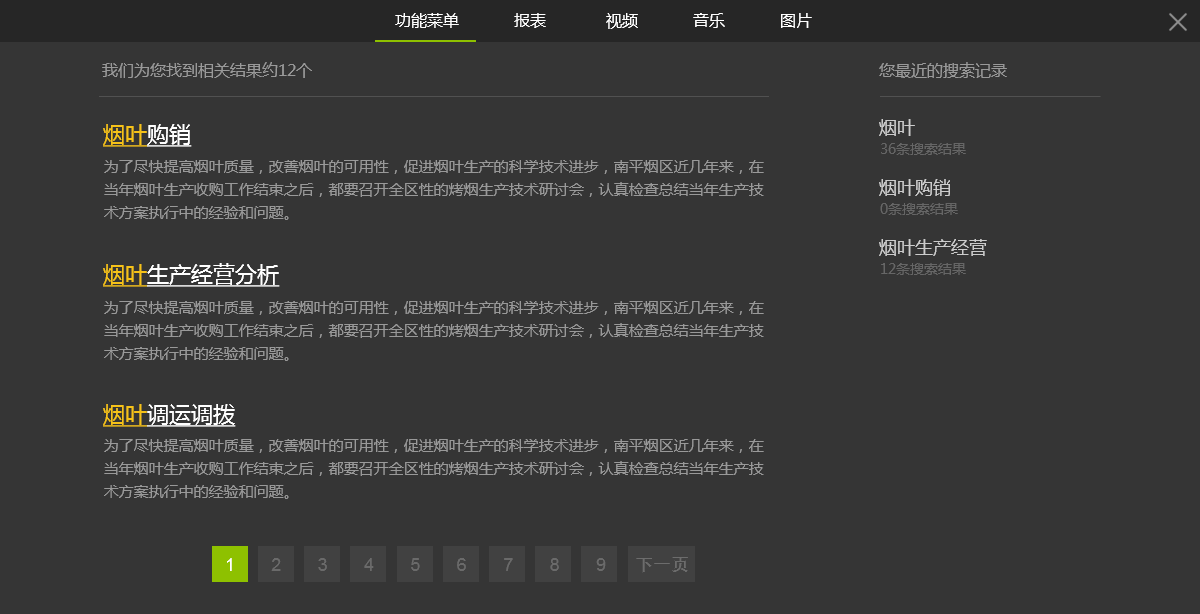 功能菜单 报表 视频 音乐 图片
我们为您找到相关结果约12个
烟叶购销
为了尽快提高烟叶质量，改善烟叶的可用性，促进烟叶生产的科学技术进步，南平烟区近几年来，在
当年烟叶生产收购工作结束之后，都要召开全区性的烤烟生产技术研讨会，认真检查总结当年生产技
术方案执行中的经验和问题。
烟叶生产经营分析
为了尽快提高烟叶质量，改善烟叶的可用性，促进烟叶生产的科学技术进步，南平烟区近几年来，在
当年烟叶生产收购工作结束之后，都要召开全区性的烤烟生产技术研讨会，认真检查总结当年生产技
术方案执行中的经验和问题。
烟叶调运调拨
为了尽快提高烟叶质量，改善烟叶的可用性，促进烟叶生产的科学技术进步，南平烟区近几年来，在
当年烟叶生产收购工作结束之后，都要召开全区性的烤烟生产技术研讨会，认真检查总结当年生产技
术方案执行中的经验和问题。
1 2 3 4 5 6 7 8 9 下一页
您最近的搜索记录
烟叶
36条搜索结果
烟叶购销
0条搜索结果
烟叶生产经营
12条搜索结果